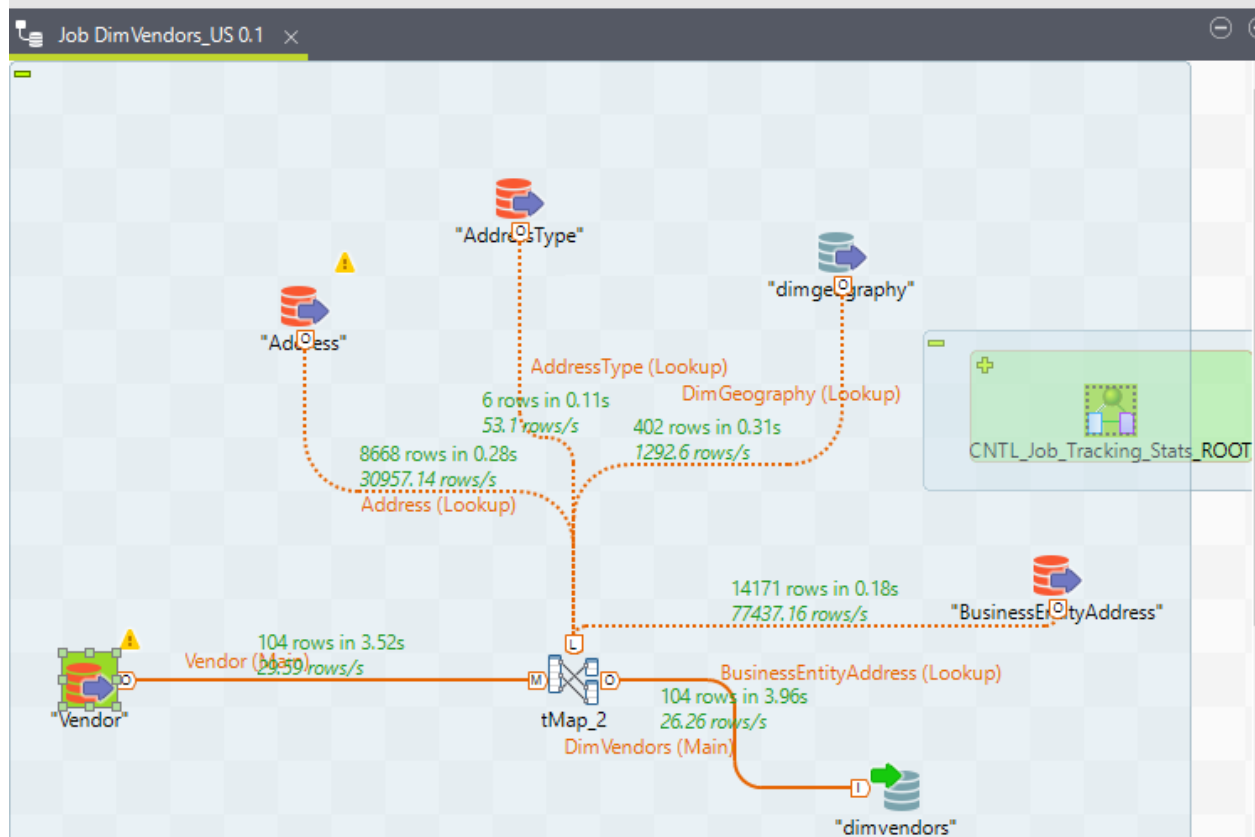 Job DimVendors_US 0.1
"AddressType"
"dimgeography"
"Address"
AddressType (Lookup)
6 rows in 0.11s
53.1 rows/s
DimGeography (Lookup)
402 rows in 0.31s
1292.6 rows/s
8668 rows in 0.28s
30957.14 rows/s
Address (Lookup)
CNTL_Job_Tracking_Stats_ROOT
14171 rows in 0.18s
77437.16 rows/s
"BusinessEntityAddress"
BusinessEntityAddress (Lookup)
104 rows in 3.52s
Vendor (Main)
29.59 rows/s
"Vendor"
tMap_2
104 rows in 3.96s
26.26 rows/s
DimVendors (Main)
"dimvendors"
O
O
O
O
O
L
M
O
I